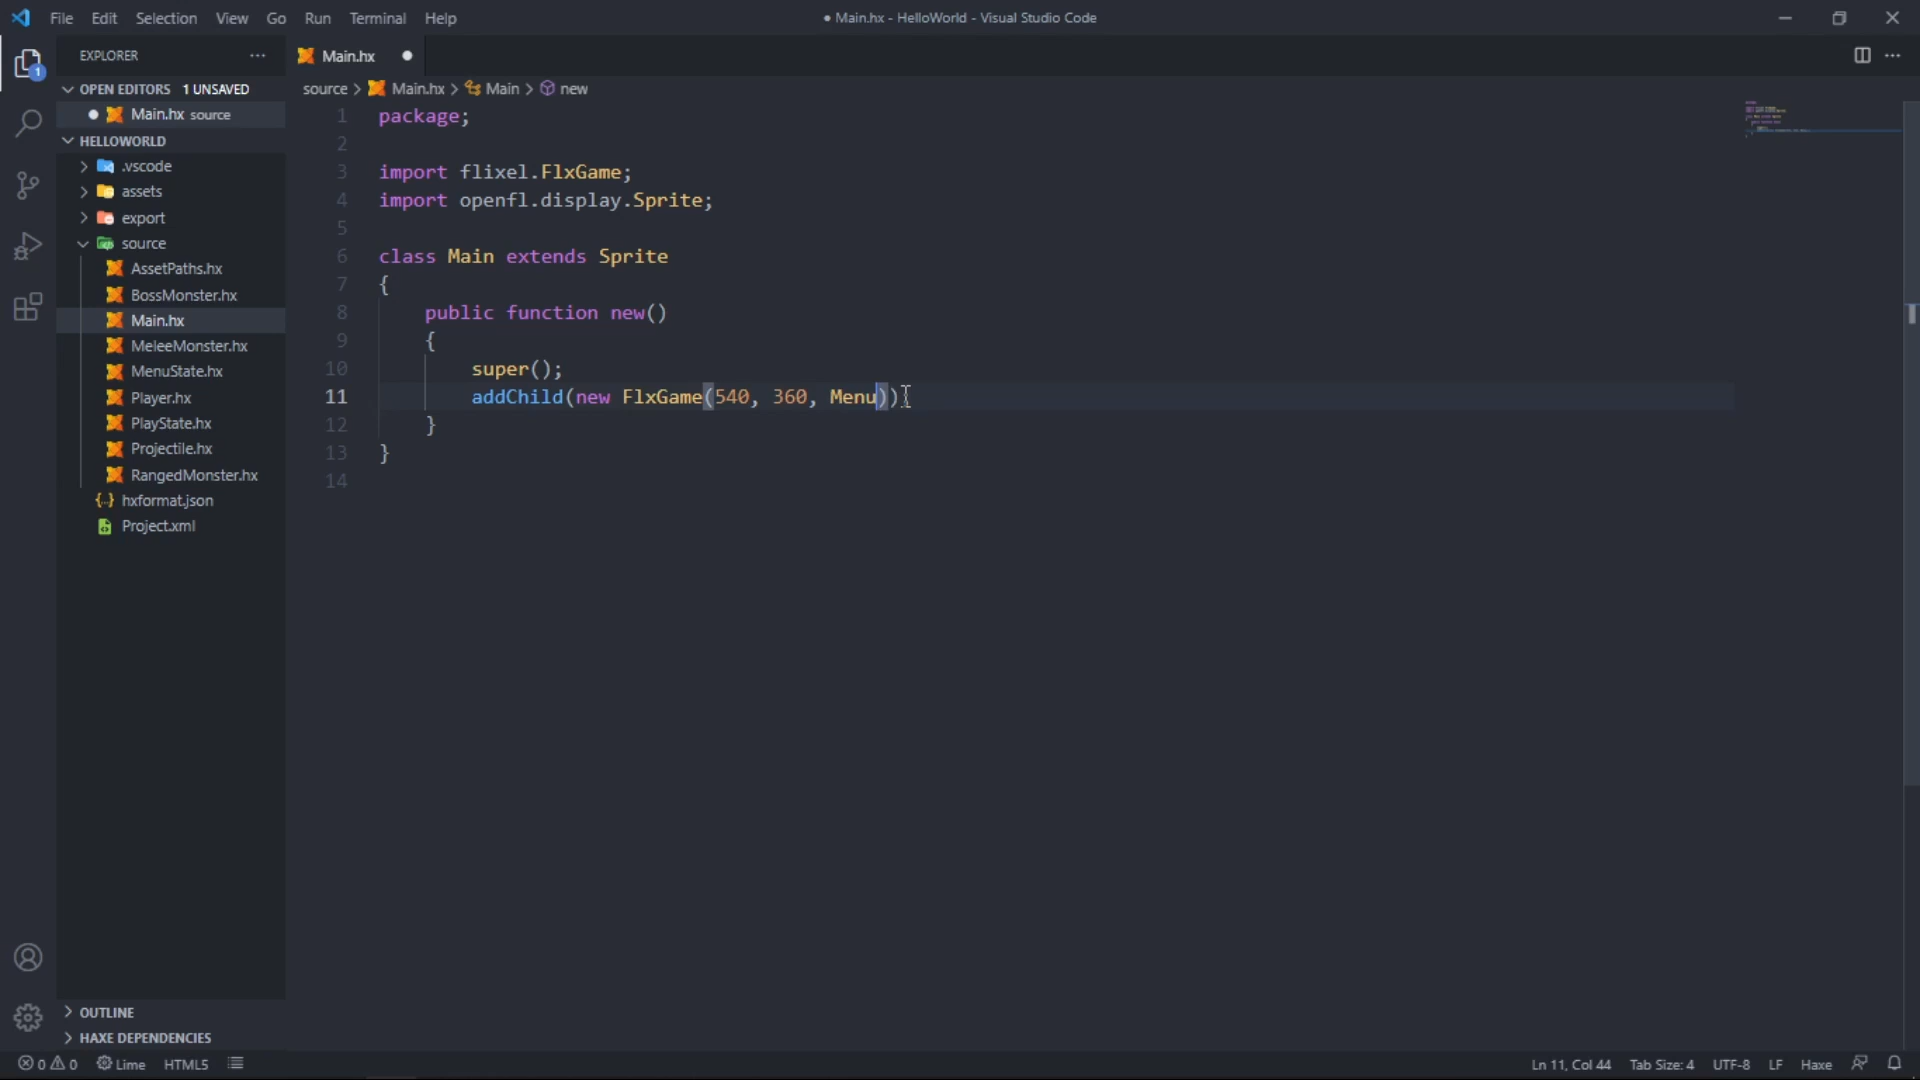 File Edit Selection View Go Run Terminal Help
● Main.hx - HelloWorld - Visual Studio Code
EXPLORER
1
OPEN EDITORS 1 UNSAVED
Main.hx source
HELLOWORLD
.vscode
assets
export
source
AssetPaths.hx
BossMonster.hx
Main.hx
MeleeMonster.hx
MenuState.hx
Player.hx
PlayState.hx
Projectile.hx
RangedMonster.hx
hxformat.json
Project.xml
OUTLINE
HAXE DEPENDENCIES
Main.hx
source > Main.hx > Main > new
1 package;
2
3 import flixel.FlxGame;
4 import openfl.display.Sprite;
5
6 class Main extends Sprite
7 {
8 public function new()
9 {
10 super();
11 addChild(new FlxGame(540, 360, Menu))
12 }
13 }
14
0 0 Lime HTML5
Ln 11, Col 44 Tab Size: 4 UTF-8 LF Haxe